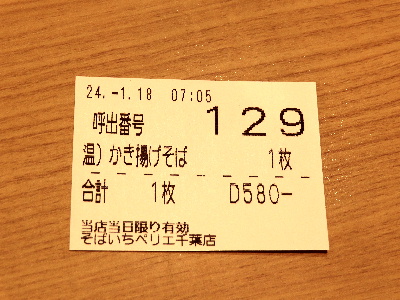 24.-1.18 07:05
呼出番号 129
温）かき揚げそば 1枚
合計 1枚 D580-
当店当日限り有効
そばいちペリエ千葉店